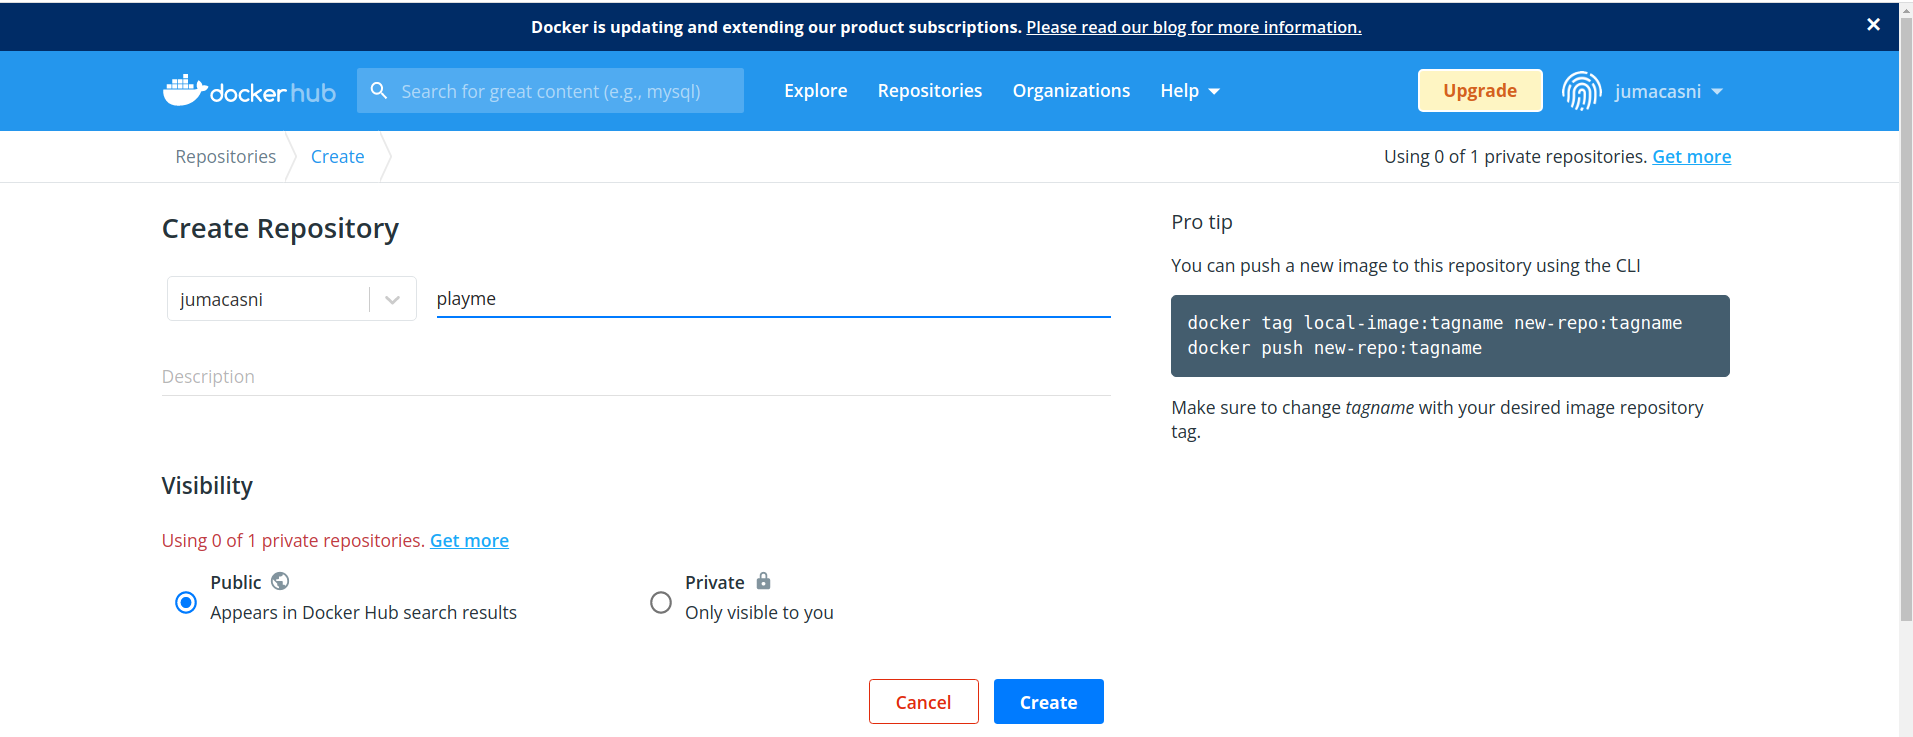 Docker is updating and extending our product subscriptions. Please read our blog for more information.
docker hub
Search for great content (e.g., mysql)
Explore
Repositories
Organizations
Help
Upgrade
jumacasni
Repositories
Create
Using 0 of 1 private repositories. Get more
Create Repository
jumacasni
playme
Description
Visibility
Using 0 of 1 private repositories. Get more
Public
Appears in Docker Hub search results
Private
Only visible to you
Cancel
Create
Pro tip
You can push a new image to this repository using the CLI
docker tag local-image:tagname new-repo:tagname
docker push new-repo:tagname
Make sure to change tagname with your desired image repository
tag.